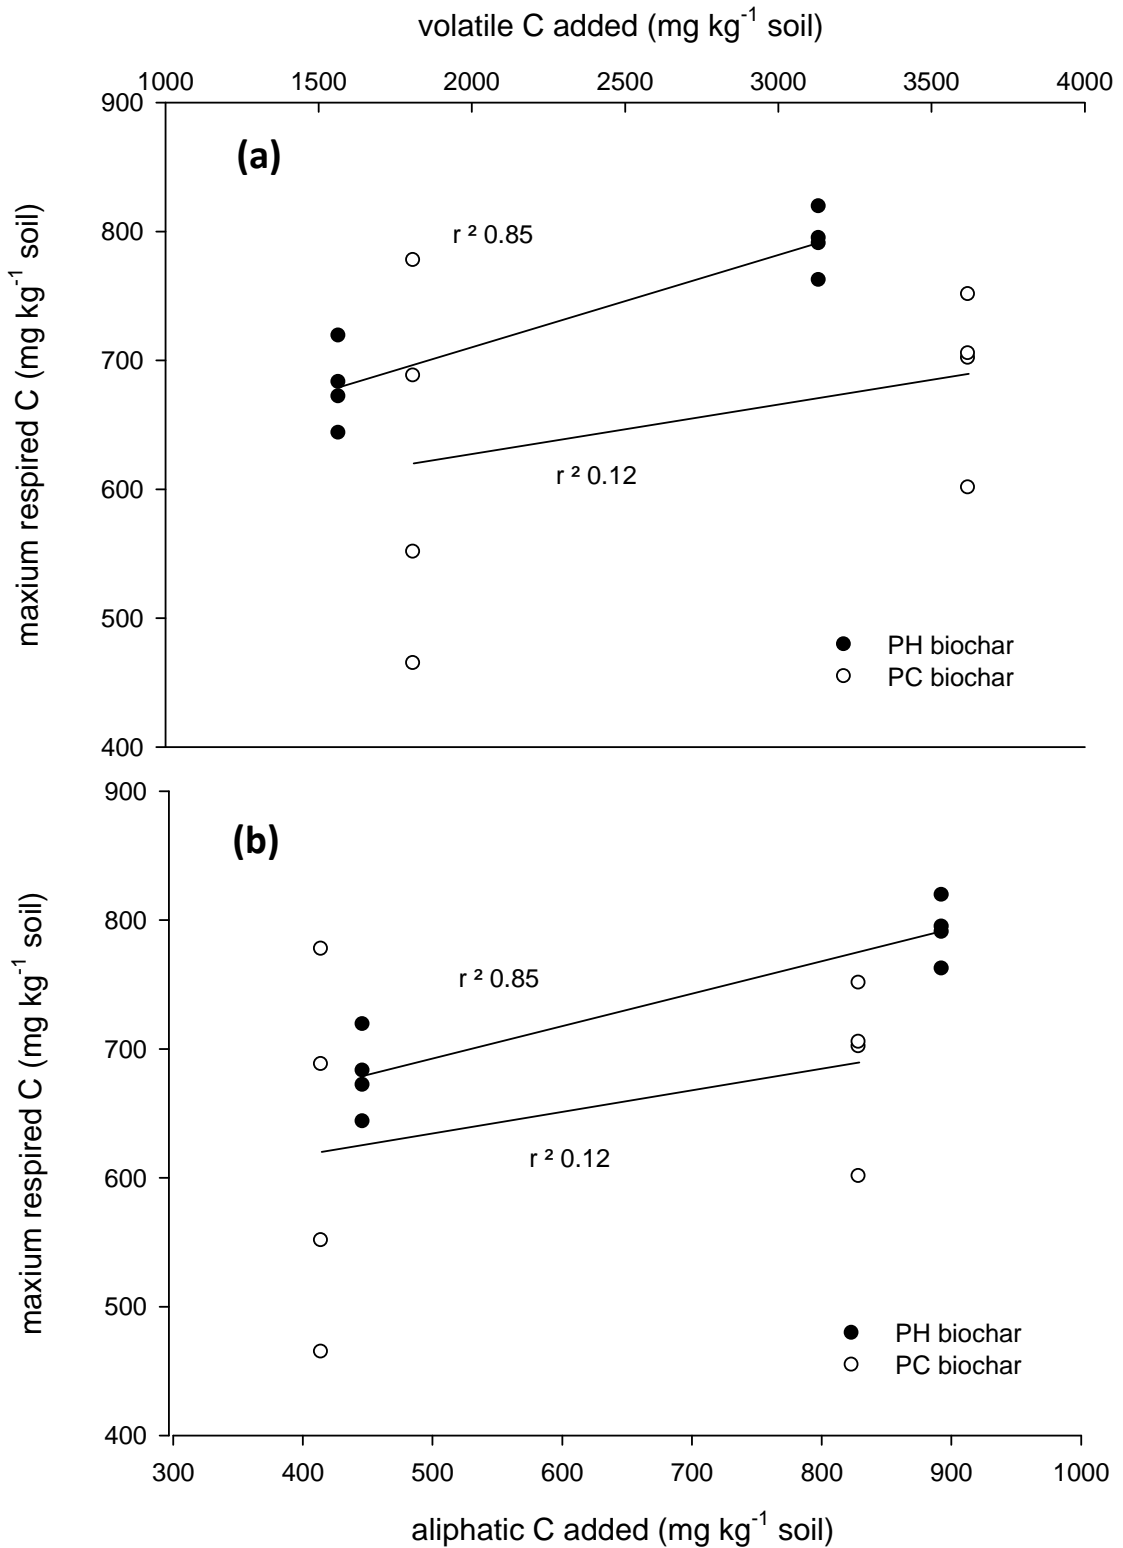 volatile C added (mg kg⁻¹ soil)
1000 1500 2000 2500 3000 3500 4000
900
(a)
800
r ² 0.85
700
600
r ² 0.12
500
400
maxium respired C (mg kg⁻¹ soil)
PH biochar
PC biochar
900
(b)
800
r ² 0.85
700
600
r ² 0.12
500
400
maxium respired C (mg kg⁻¹ soil)
PH biochar
PC biochar
300 400 500 600 700 800 900 1000
aliphatic C added (mg kg⁻¹ soil)